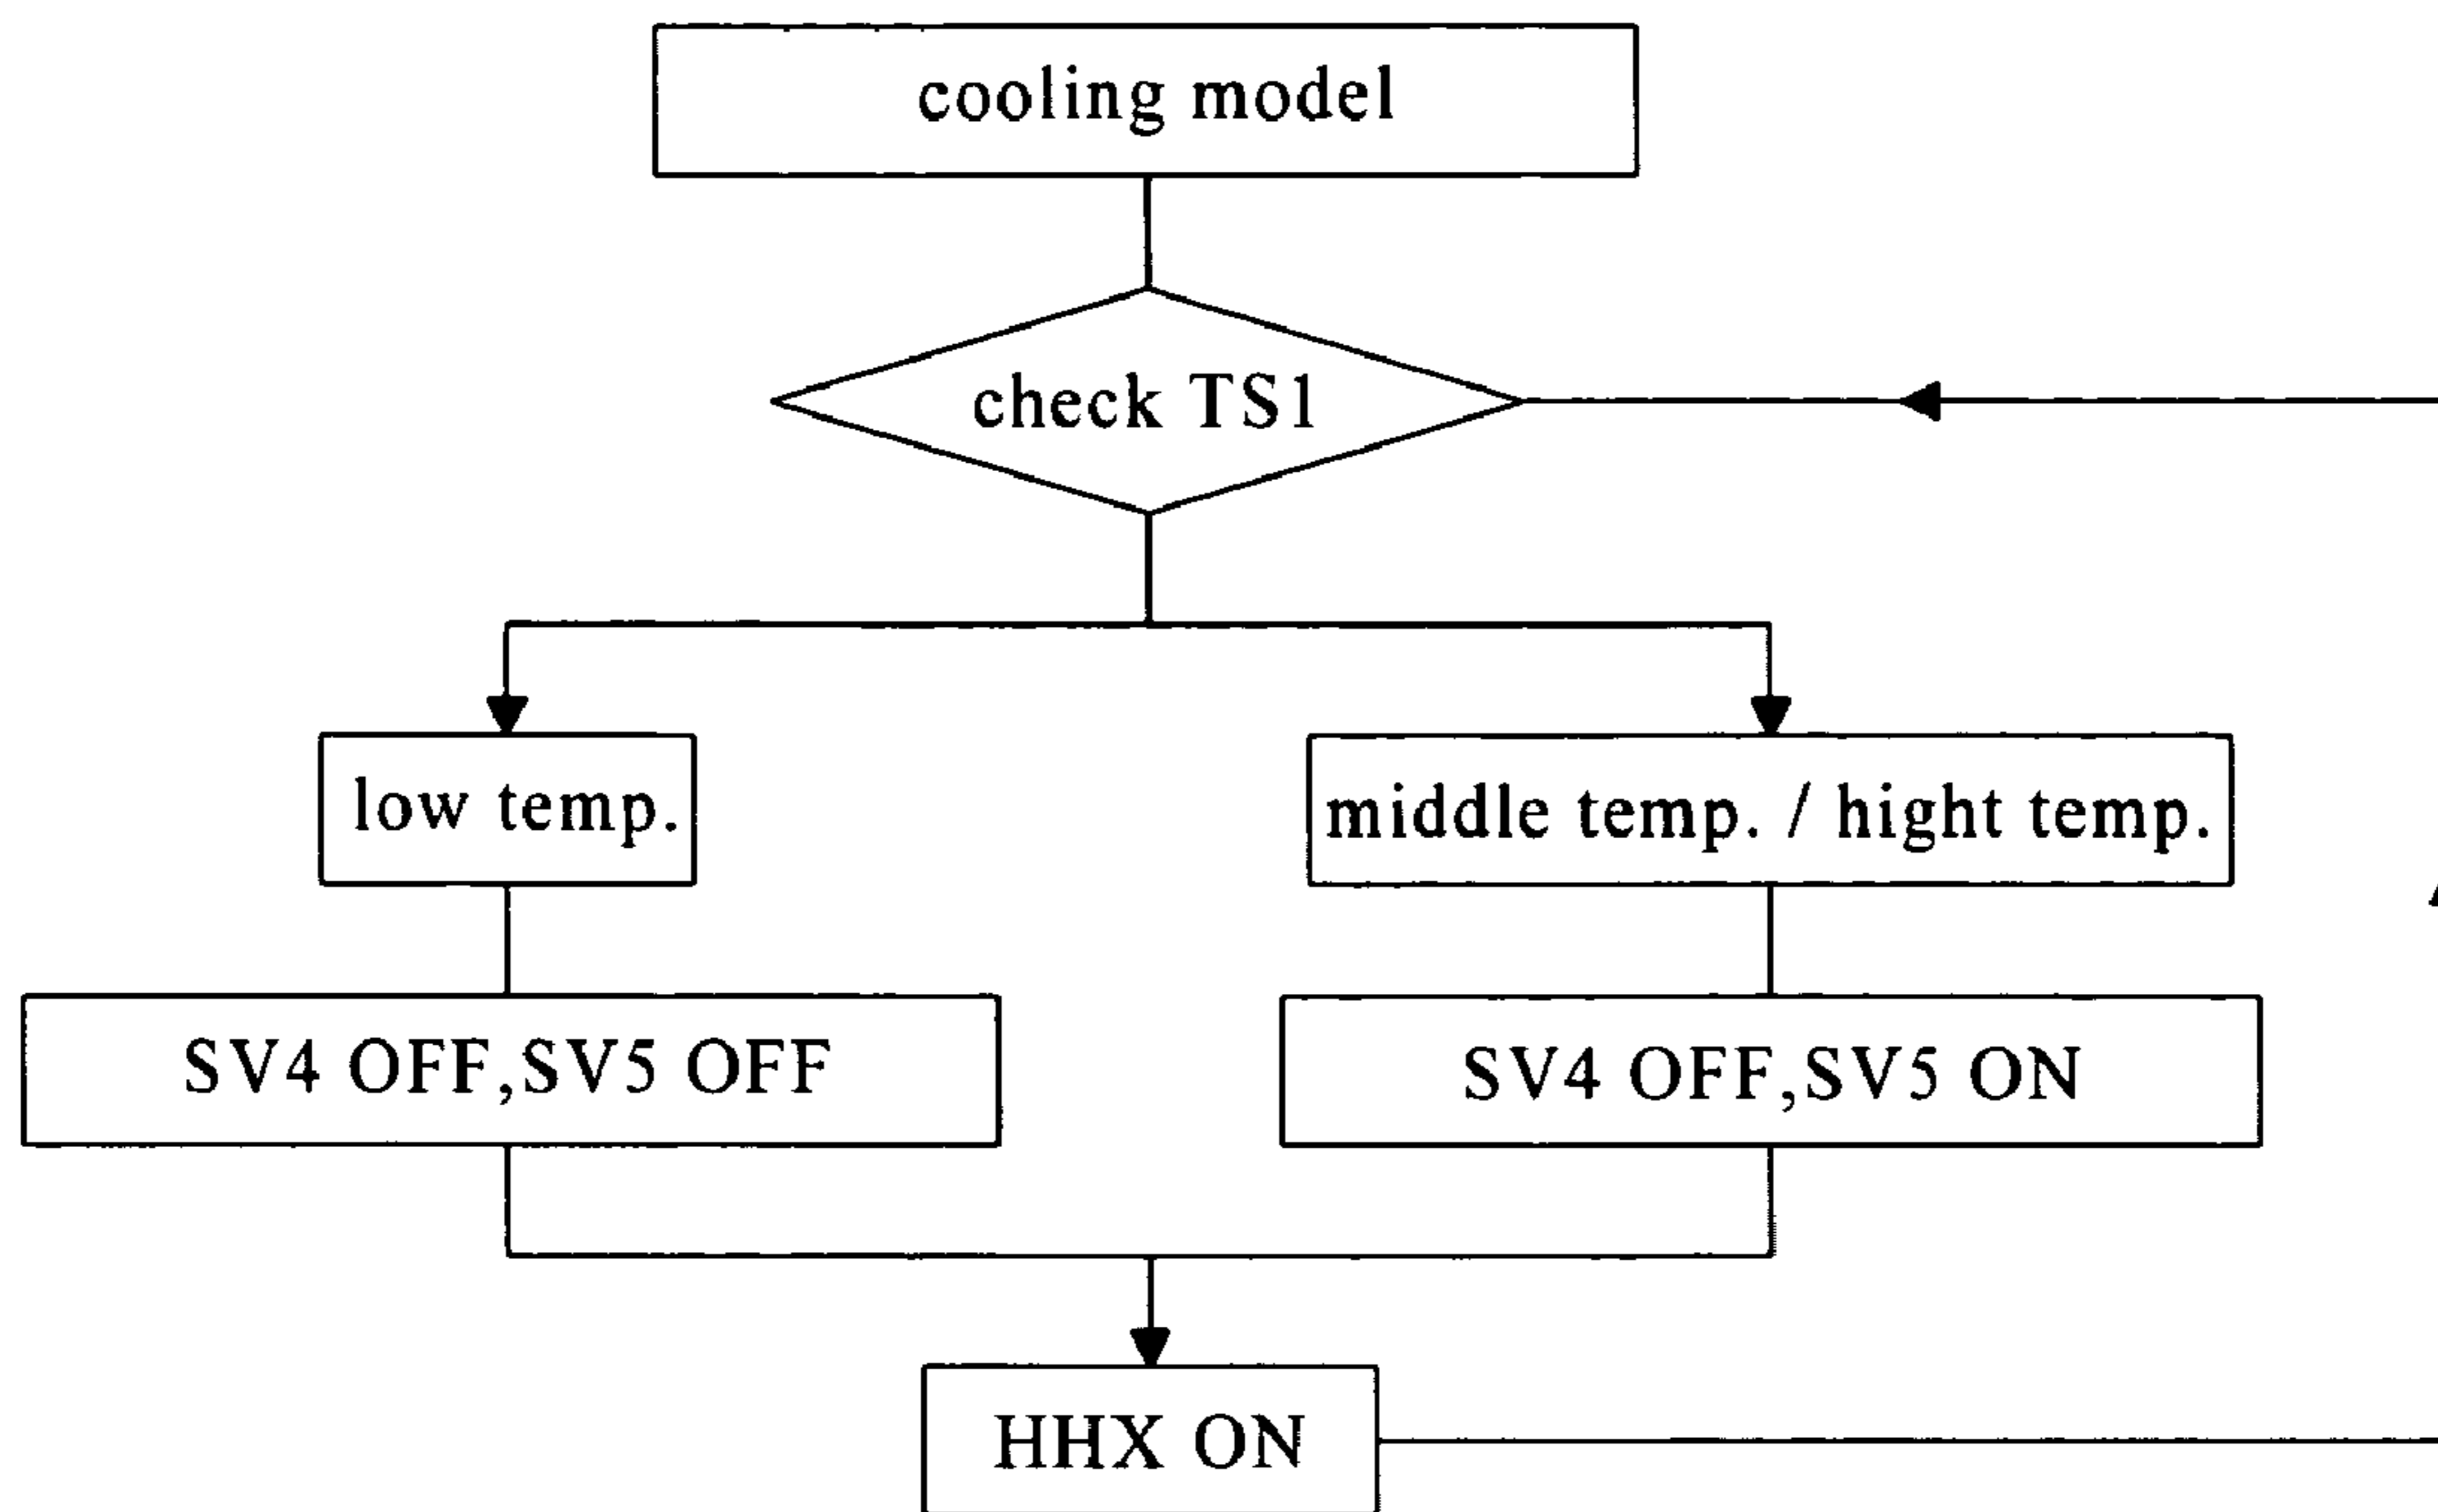 cooling model
check TS1
low temp.
middle temp. / hight temp.
SV4 OFF,SV5 OFF
SV4 OFF,SV5 ON
HHX ON